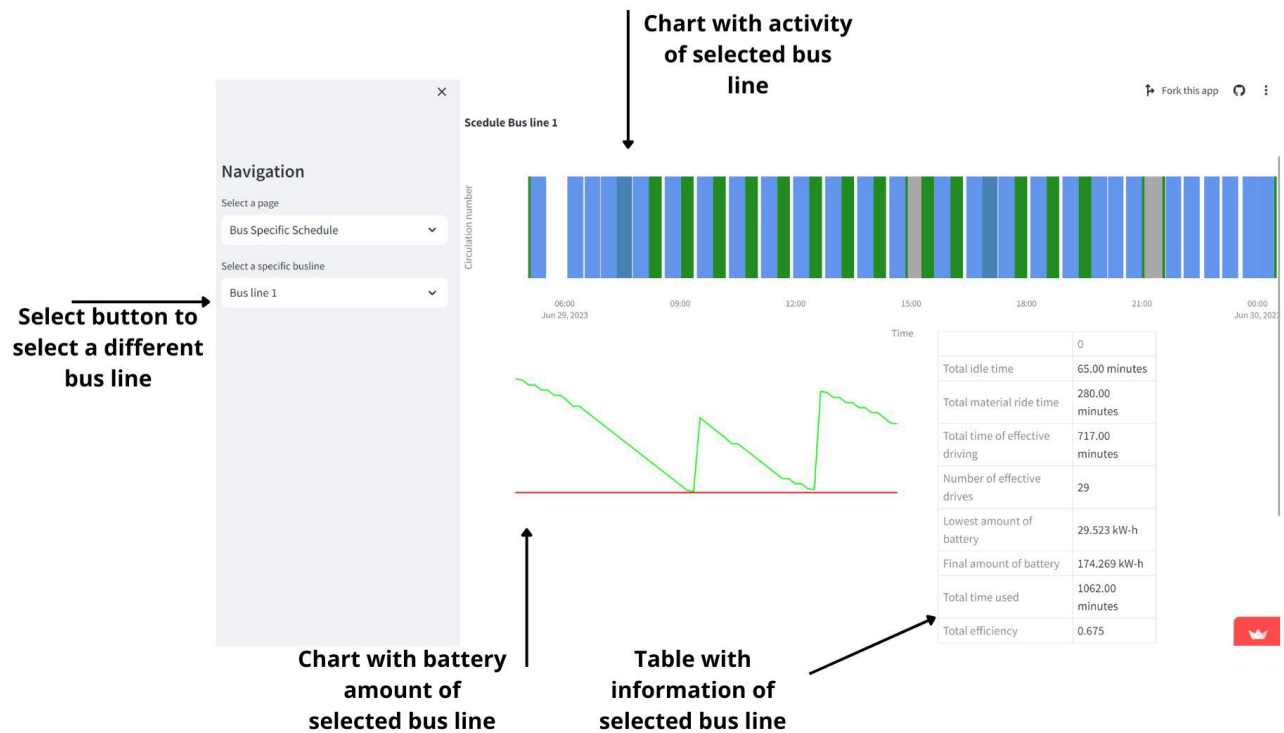 Chart with activity
of selected bus
line
Fork this app
Scedule Bus line 1
Navigation
Select a page
Bus Specific Schedule
Select a specific busline
Bus line 1
Select button to
select a different
bus line
Circulation number
06:00
Jun 29, 2023
09:00
12:00
15:00
18:00
21:00
00:00
Jun 30, 202
Time
0
Total idle time 65.00 minutes
Total material ride time 280.00
minutes
Total time of effective
driving 717.00
minutes
Number of effective
drives 29
Lowest amount of
battery 29.523 kW-h
Final amount of battery 174.269 kW-h
Total time used 1062.00
minutes
Total efficiency 0.675
Chart with battery
amount of
selected bus line
Table with
information of
selected bus line